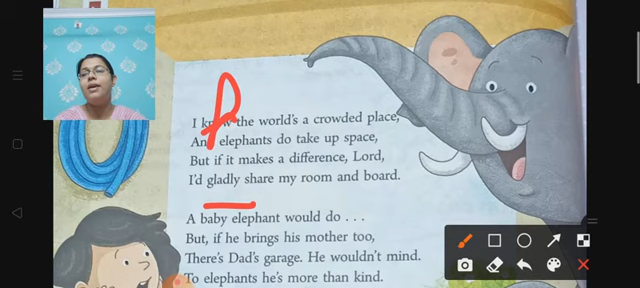 I know the world's a crowded place,
And elephants do take up space,
But if it makes a difference, Lord,
I'd gladly share my room and board.
A baby elephant would do . . .
But, if he brings his mother too,
There's Dad's garage. He wouldn't mind.
To elephants he's more than kind.